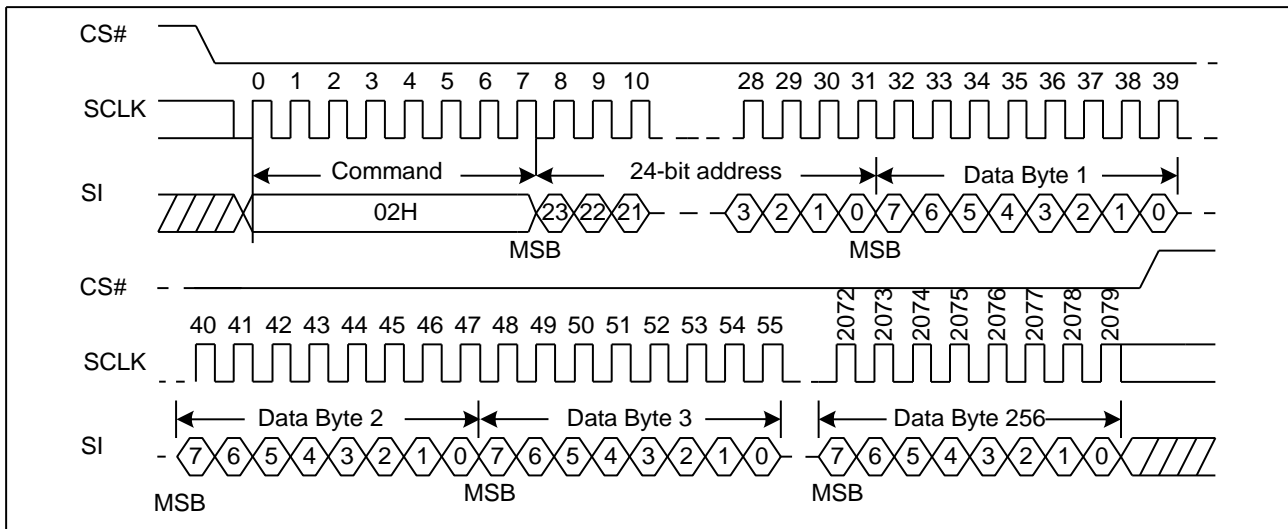 CS#
0 1 2 3 4 5 6 7 8 9 10 28 29 30 31 32 33 34 35 36 37 38 39
SCLK
Command 24-bit address Data Byte 1
SI
02H 23 22 21 3 2 1 0 7 6 5 4 3 2 1 0
MSB MSB
CS#
40 41 42 43 44 45 46 47 48 49 50 51 52 53 54 55 2072 2073 2074 2075 2076 2077 2078 2079
SCLK
Data Byte 2 Data Byte 3 Data Byte 256
SI
7 6 5 4 3 2 1 0 7 6 5 4 3 2 1 0 7 6 5 4 3 2 1 0
MSB MSB MSB